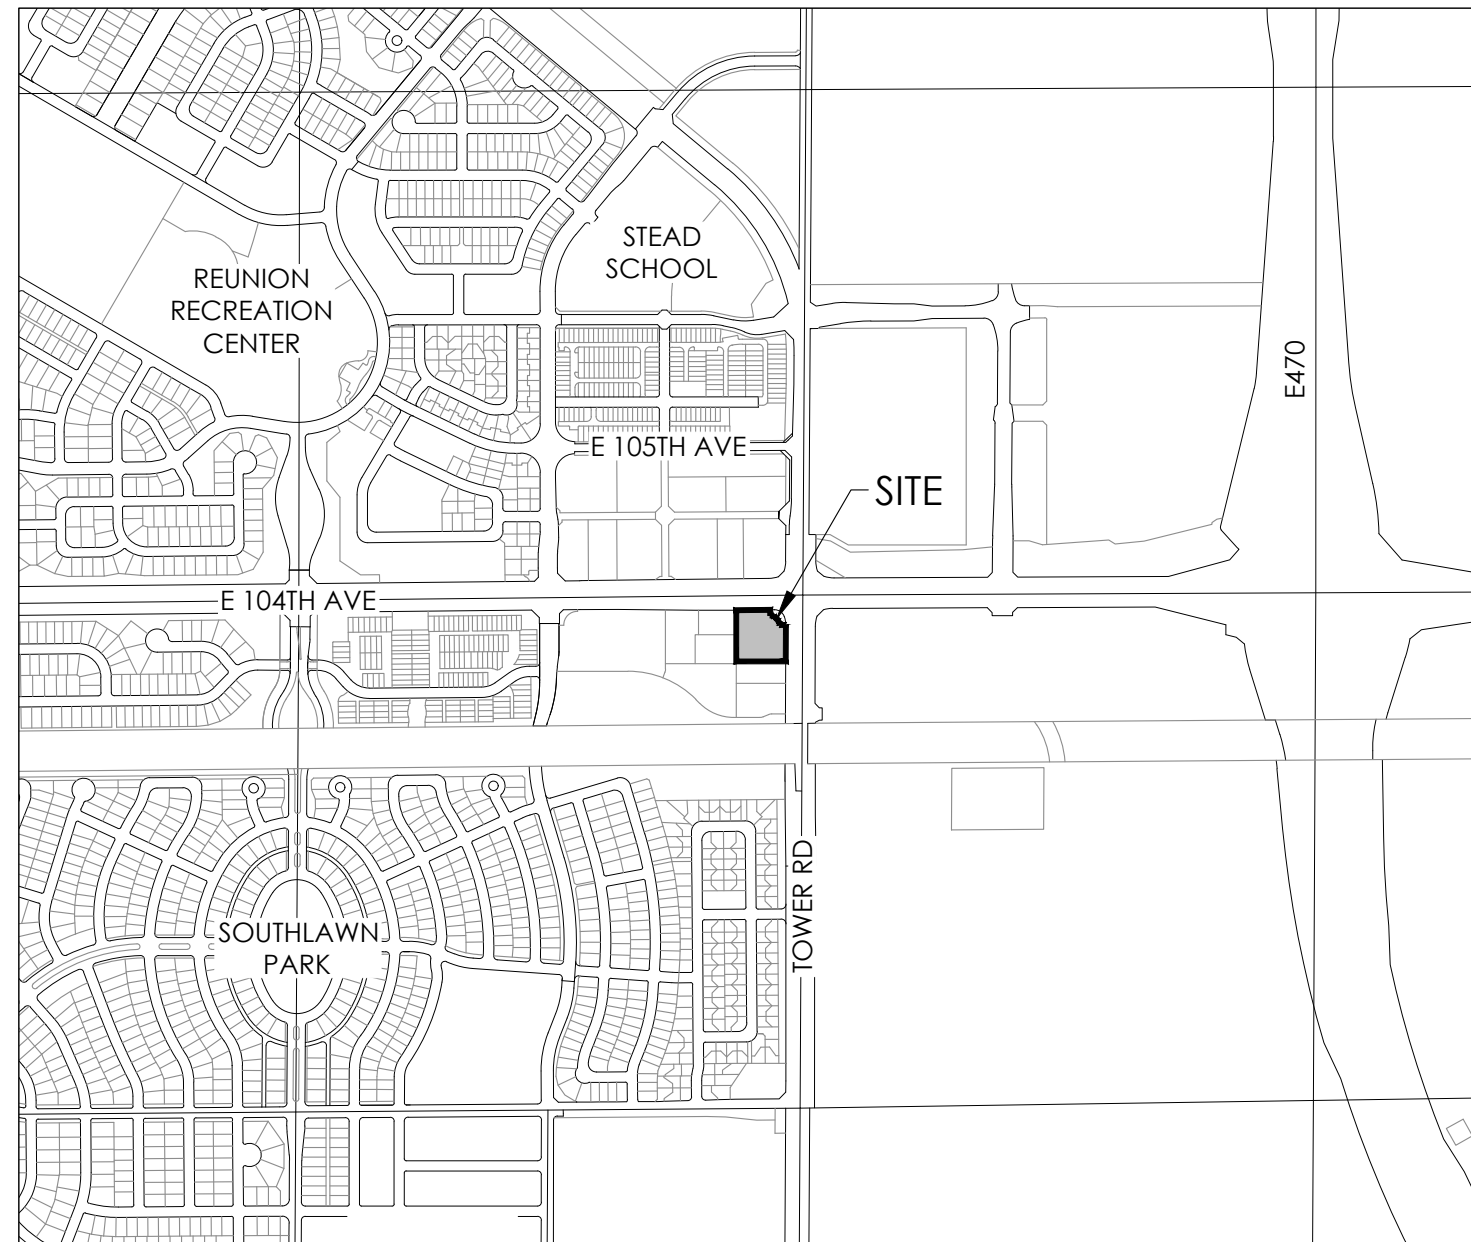 STEAD
SCHOOL
REUNION
RECREATION
CENTER
E470
E 105TH AVE
SITE
E 104TH AVE
TOWER RD
SOUTHLAWN
PARK